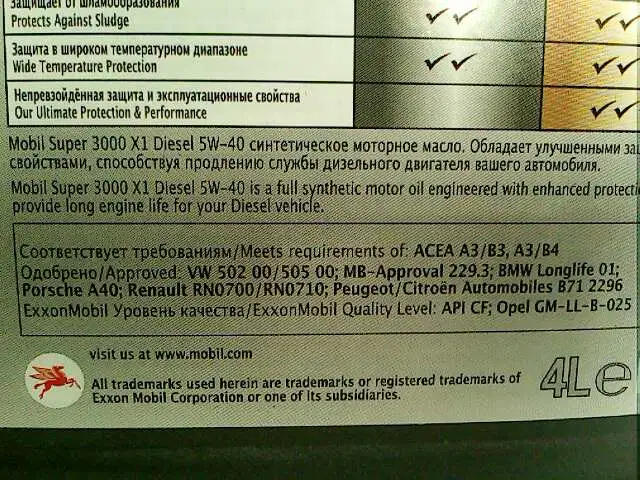 Защищает от шламообразования
Protects Against Sludge
Защита в широком температурном диапазоне
Wide Temperature Protection
Непревзойдённая защита и эксплуатационные свойства
Our Ultimate Protection & Performance
Mobil Super 3000 X1 Diesel 5W-40 синтетическое моторное масло. Обладает улучшенными за
свойствами, способствуя продлению службы дизельного двигателя вашего автомобиля.
Mobil Super 3000 X1 Diesel 5W-40 is a full synthetic motor oil engineered with enhanced protecti
provide long engine life for your Diesel vehicle.
Соответствует требованиям/Meets requirements of: ACEA A3/B3, A3/B4
Одобрено/Approved: VW 502 00/505 00; MB-Approval 229.3; BMW Longlife 01;
Porsche A40; Renault RN0700/RN0710; Peugeot/Citroën Automobiles B71 2296
ExxonMobil Уровень качества/ExxonMobil Quality Level: API CF; Opel GM-LL-B-025
visit us at www.mobil.com
All trademarks used herein are trademarks or registered trademarks of
Exxon Mobil Corporation or one of its subsidiaries.
4L e